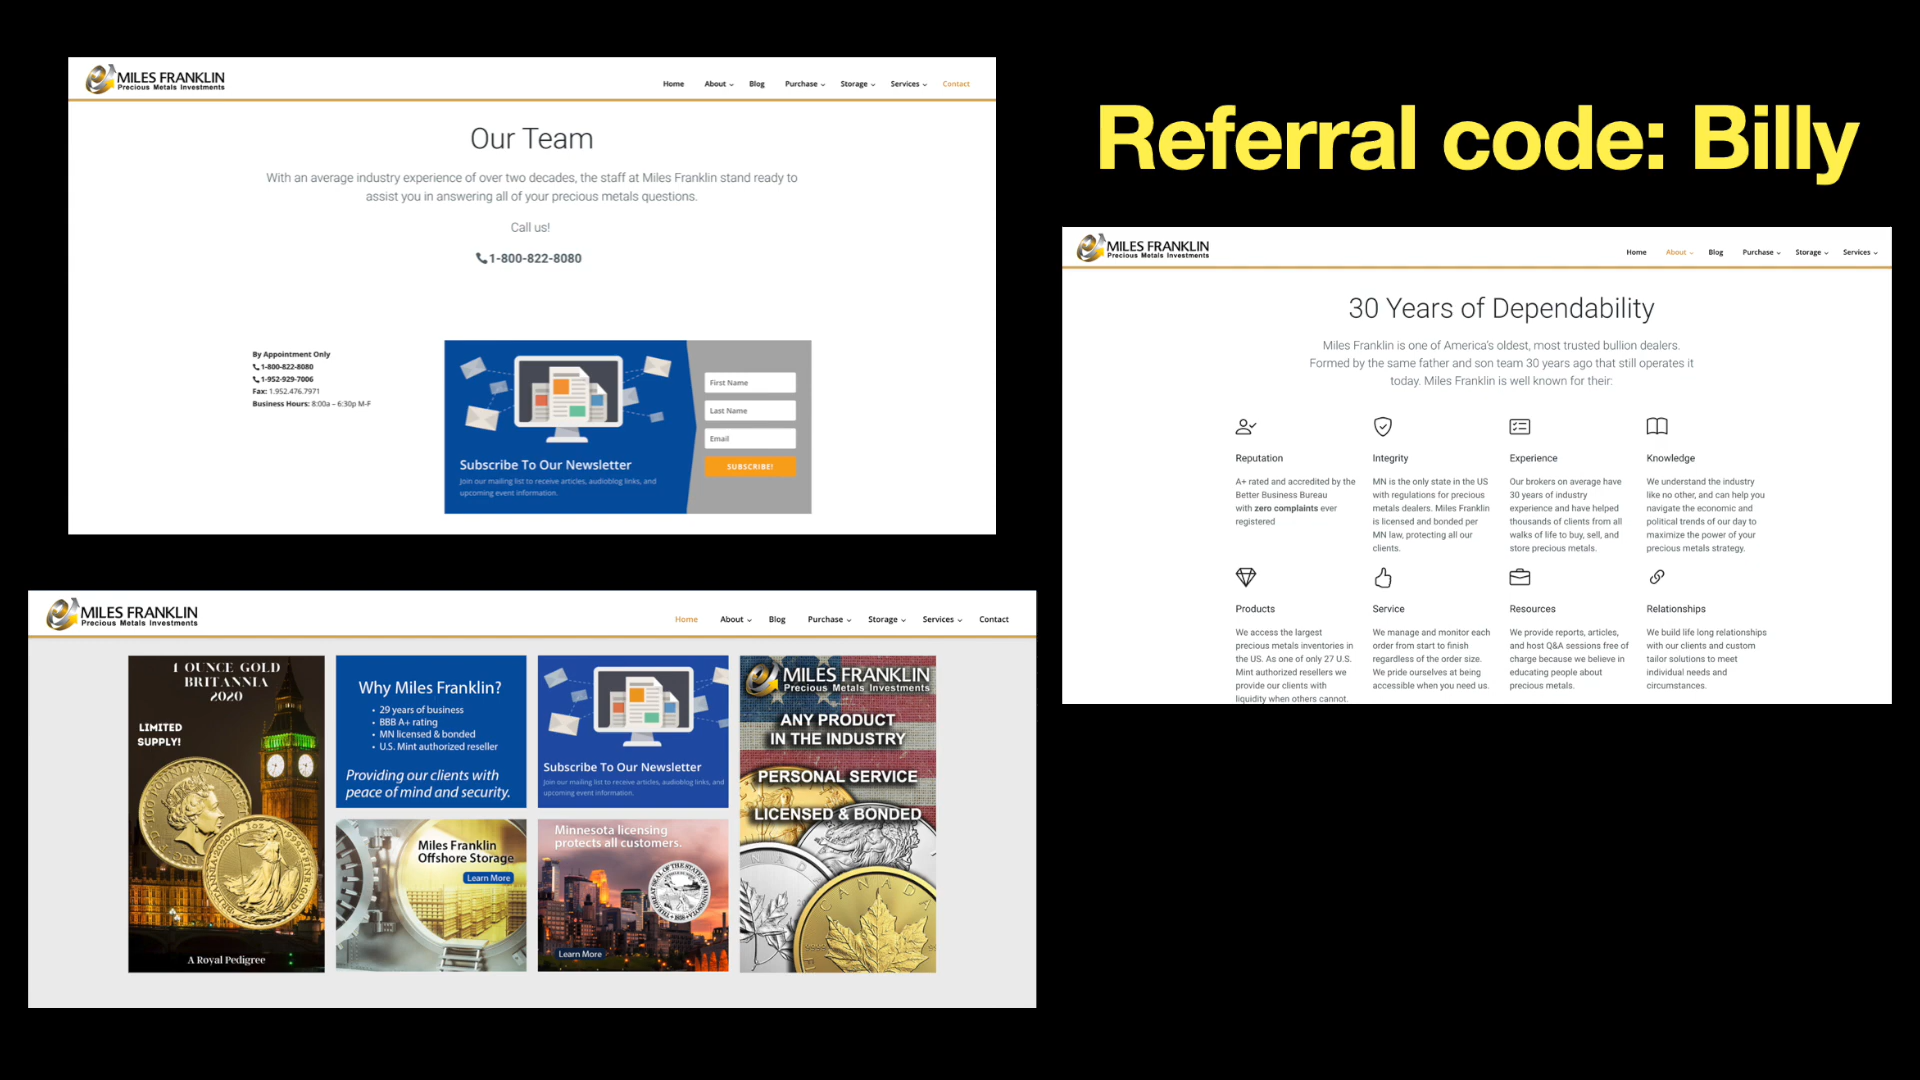 MILES FRANKLIN
Precious Metals Investments
Home About Blog Purchase Storage Services Contact
Our Team
With an average industry experience of over two decades, the staff at Miles Franklin stand ready to
assist you in answering all of your precious metals questions.
Call us!
1-800-822-8080
By Appointment Only
1-800-822-8080
1-952-929-7006
Fax: 1.952.476.7971
Business Hours: 8:00a – 6:30p M-F
Subscribe To Our Newsletter
Join our mailing list to receive articles, audioblog links, and
upcoming event information.
First Name
Last Name
Email
SUBSCRIBE!
Referral code: Billy
MILES FRANKLIN
Precious Metals Investments
Home About Blog Purchase Storage Services
30 Years of Dependability
Miles Franklin is one of America's oldest, most trusted bullion dealers.
Formed by the same father and son team 30 years ago that still operates it
today. Miles Franklin is well known for their:
Reputation
A+ rated and accredited by the
Better Business Bureau
with zero complaints ever
registered
Integrity
MN is the only state in the US
with regulations for precious
metals dealers. Miles Franklin
is licensed and bonded per
MN law, protecting all our
clients.
Experience
Our brokers on average have
30 years of industry
experience and have helped
thousands of clients from all
walks of life to buy, sell, and
store precious metals.
Knowledge
We understand the industry
like no other, and can help you
navigate the economic and
political trends of our day to
maximize the power of your
precious metals strategy.
Products
We access the largest
precious metals inventories in
the US. As one of only 27 U.S.
Mint authorized resellers we
provide our clients with
liquidity when others cannot.
Service
We manage and monitor each
order from start to finish
regardless of the order size.
We pride ourselves at being
accessible when you need us.
Resources
We provide reports, articles,
and host Q&A sessions free of
charge because we believe in
educating people about
precious metals.
Relationships
We build life long relationships
with our clients and custom
tailor solutions to meet
individual needs and
circumstances.
MILES FRANKLIN
Precious Metals Investments
Home About Blog Purchase Storage Services Contact
1 OUNCE GOLD
BRITANNIA
2020
LIMITED
SUPPLY!
A Royal Pedigree
Why Miles Franklin?
• 29 years of business
• BBB A+ rating
• MN licensed & bonded
• U.S. Mint authorized reseller
Providing our clients with
peace of mind and security.
Subscribe To Our Newsletter
Join our mailing list to receive articles, audioblog links, and
upcoming event information.
Miles Franklin
Offshore Storage
Learn More
Minnesota licensing
protects all customers.
Learn More
MILES FRANKLIN
Precious Metals Investments
ANY PRODUCT
IN THE INDUSTRY
PERSONAL SERVICE
LICENSED & BONDED
CANADA